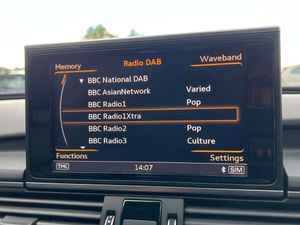 Radio DAB
Memory Waveband
BBC National DAB
BBC AsianNetwork Varied
BBC Radio1 Pop
BBC Radio1Xtra
BBC Radio2 Pop
BBC Radio3 Culture
Functions Settings
TMC 14:07 SIM